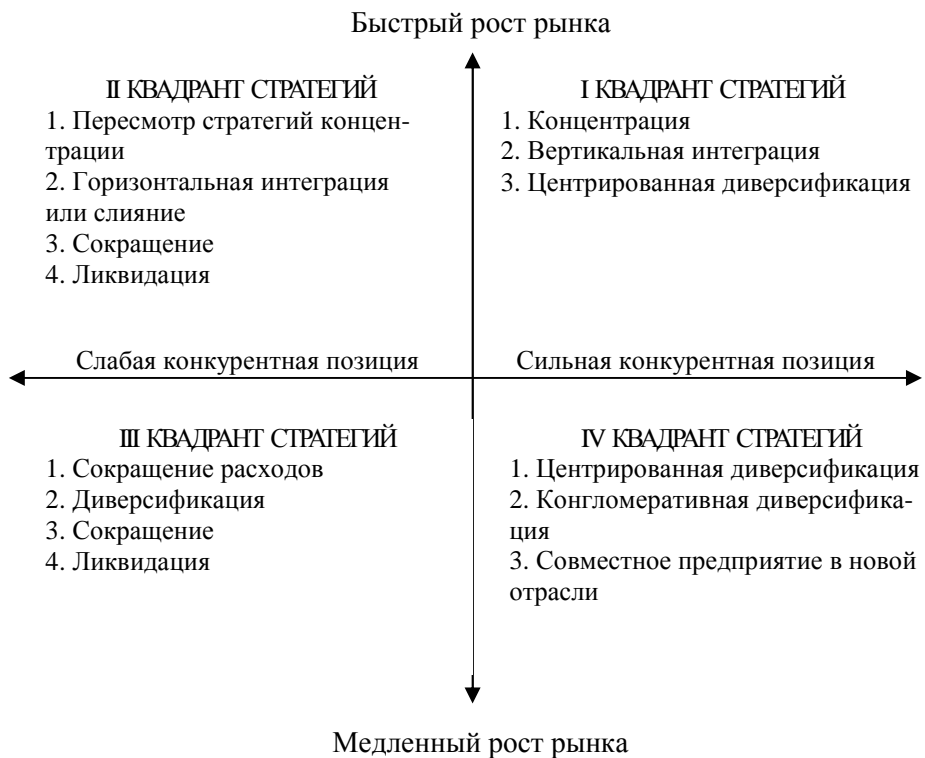 Быстрый рост рынка
II КВАДРАНТ СТРАТЕГИЙ
1. Пересмотр стратегий концен-
трации
2. Горизонтальная интеграция
или слияние
3. Сокращение
4. Ликвидация
I КВАДРАНТ СТРАТЕГИЙ
1. Концентрация
2. Вертикальная интеграция
3. Центрированная диверсификация
Слабая конкурентная позиция
Сильная конкурентная позиция
III КВАДРАНТ СТРАТЕГИЙ
1. Сокращение расходов
2. Диверсификация
3. Сокращение
4. Ликвидация
IV КВАДРАНТ СТРАТЕГИЙ
1. Центрированная диверсификация
2. Конгломеративная диверсифика-
ция
3. Совместное предприятие в новой
отрасли
Медленный рост рынка